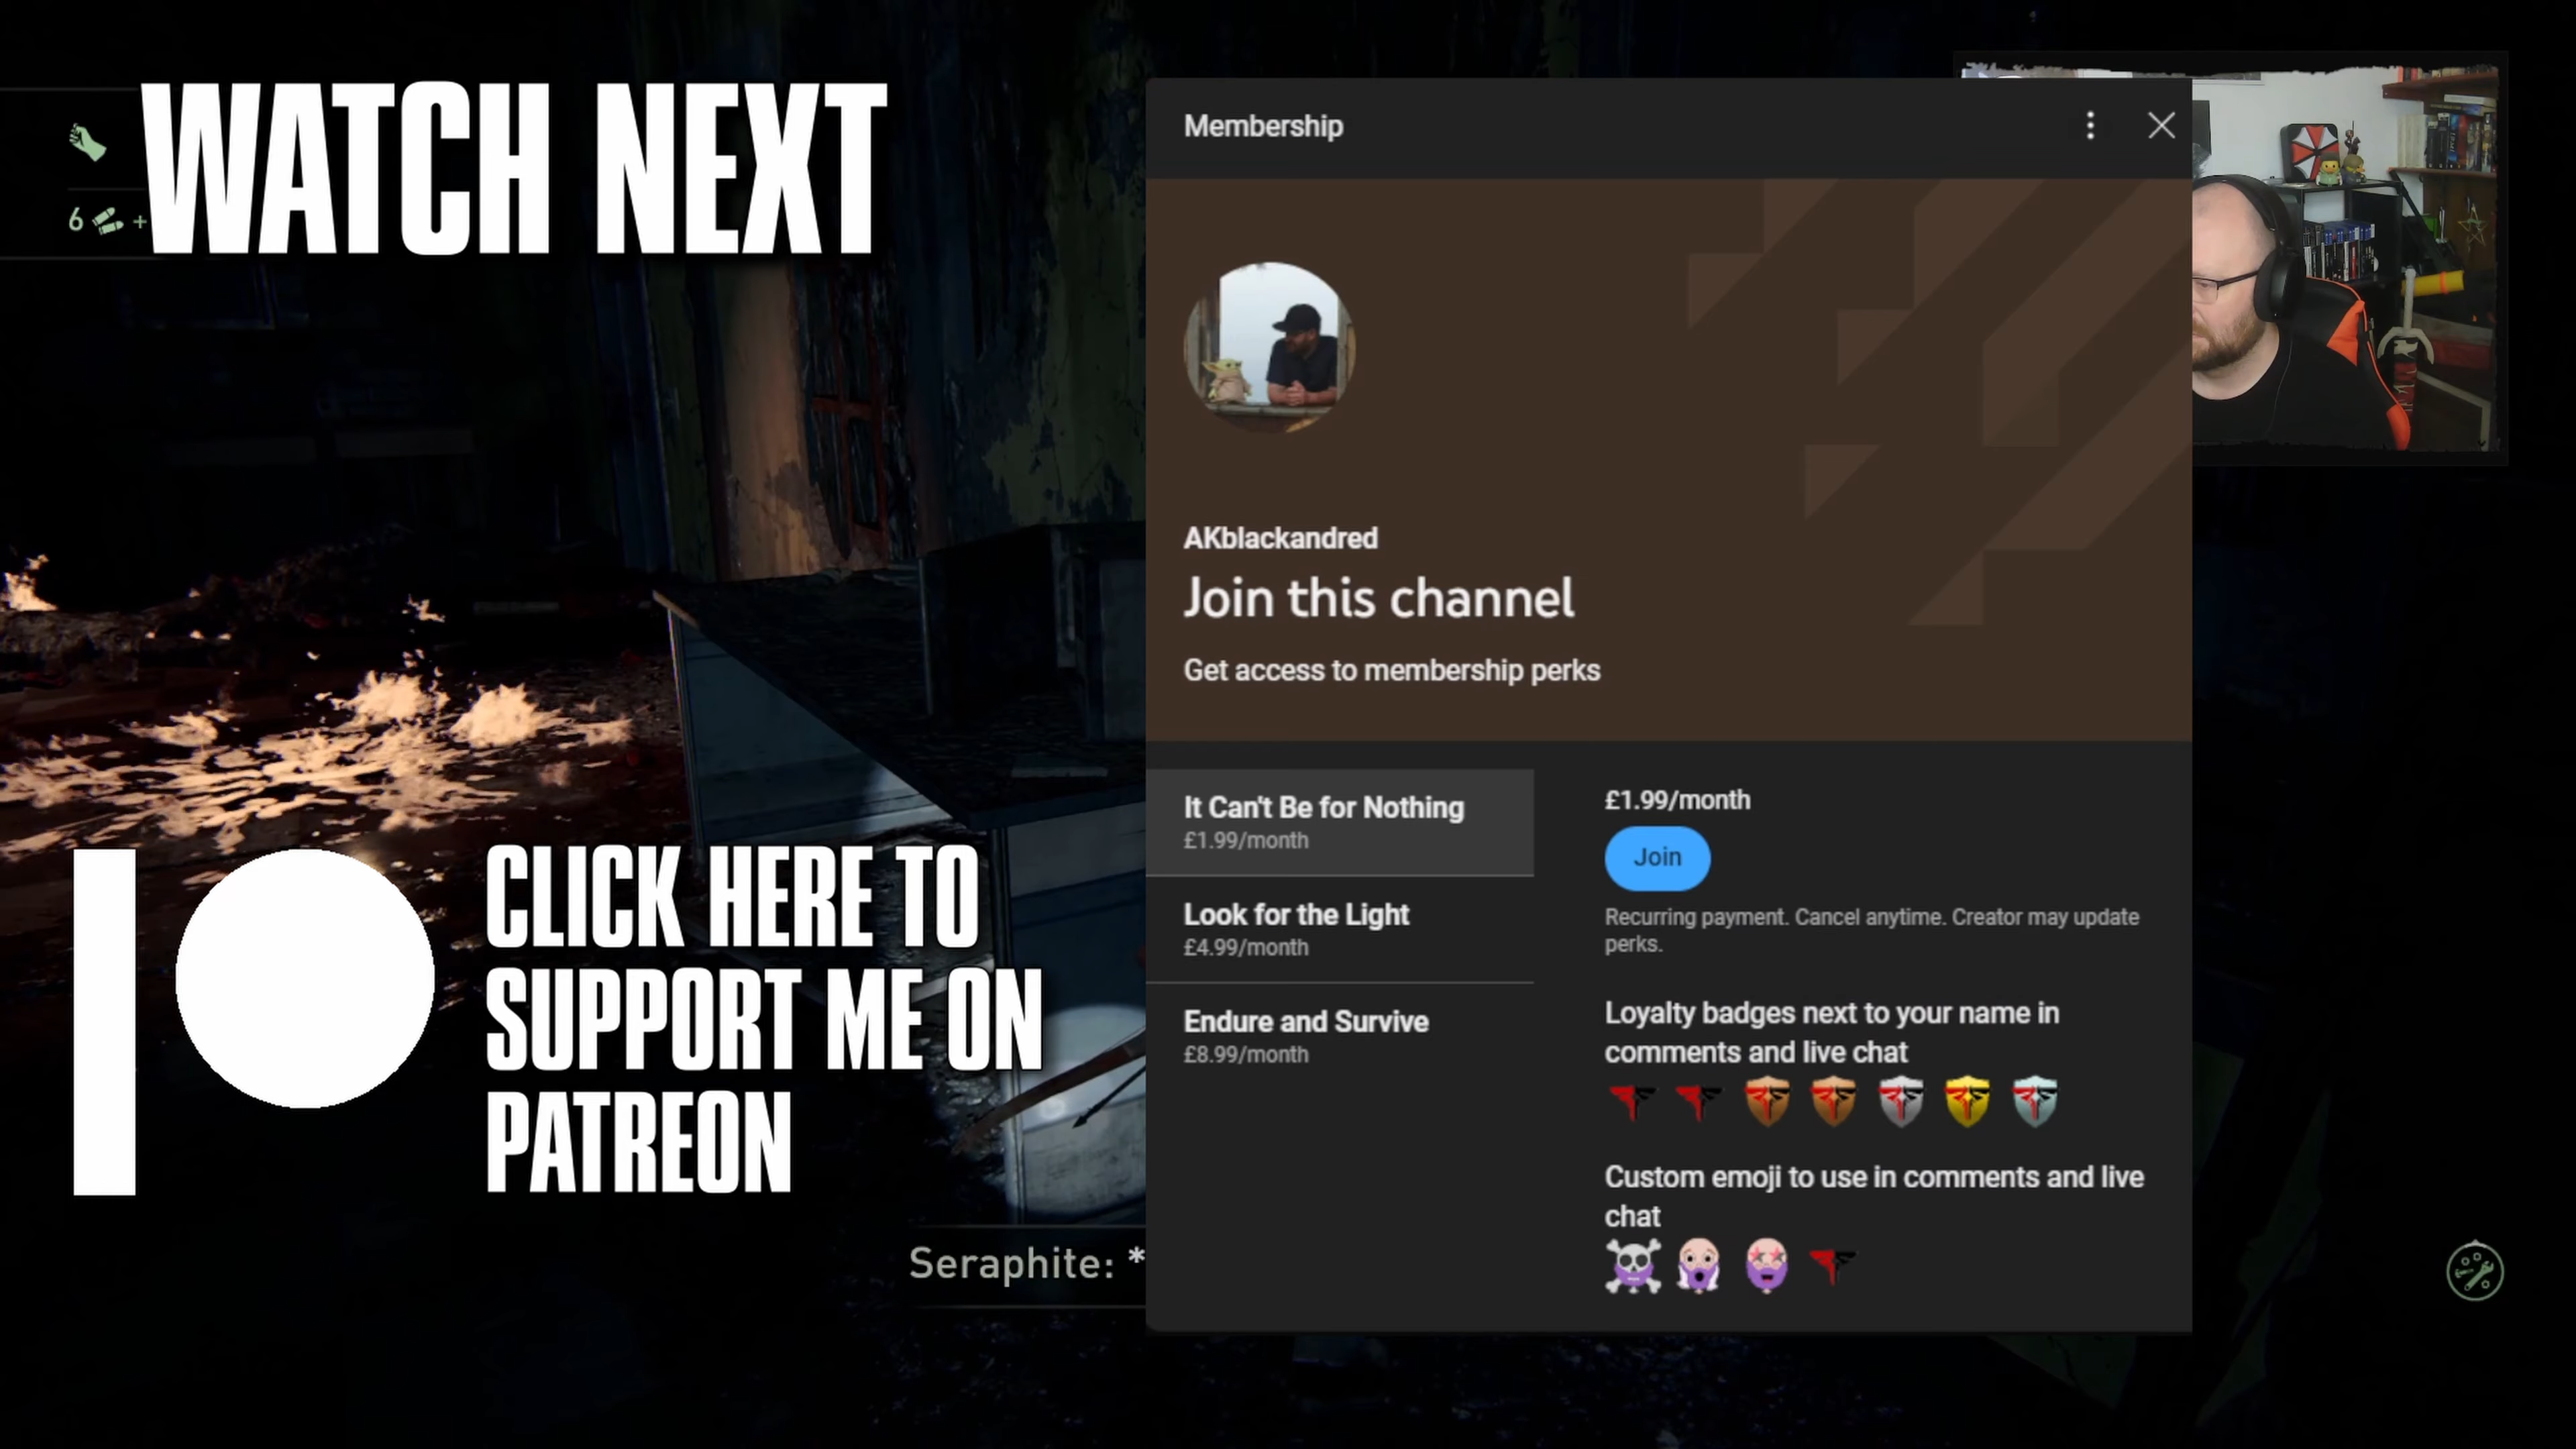 WATCH NEXT
6 +
CLICK HERE TO
SUPPORT ME ON
PATREON
Seraphite: *
Membership
AKblackandred
Join this channel
Get access to membership perks
It Can't Be for Nothing
£1.99/month
Look for the Light
£4.99/month
Endure and Survive
£8.99/month
£1.99/month
Join
Recurring payment. Cancel anytime. Creator may update
perks.
Loyalty badges next to your name in
comments and live chat
Custom emoji to use in comments and live
chat